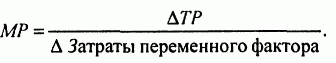 MP = ΔTP / Δ Затраты переменного фактора.